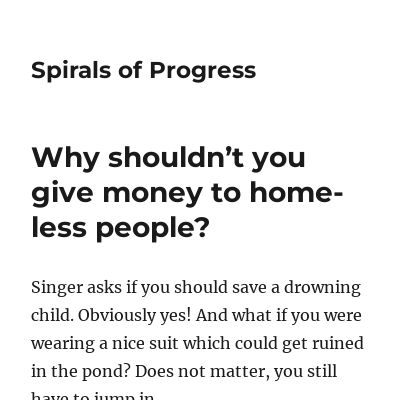 Spirals of Progress
Why shouldn’t you
give money to home-
less people?
Singer asks if you should save a drowning
child. Obviously yes! And what if you were
wearing a nice suit which could get ruined
in the pond? Does not matter, you still
have to jump in